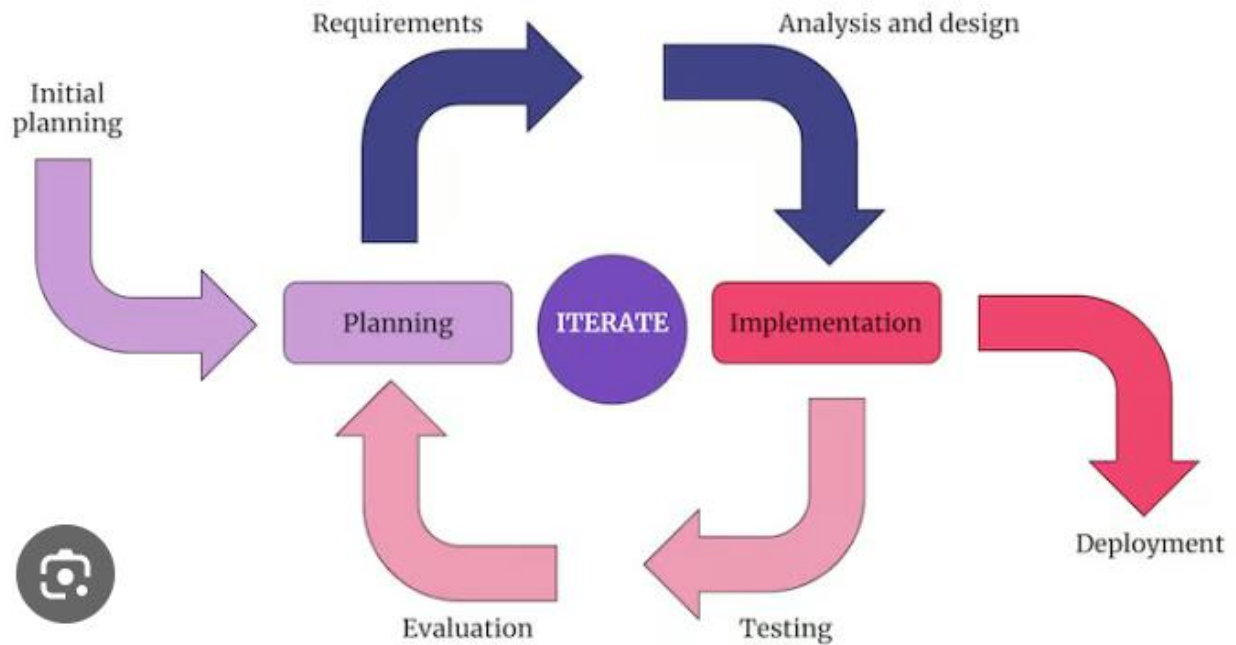 Requirements
Analysis and design
Initial
planning
Planning
ITERATE
Implementation
Deployment
Evaluation
Testing